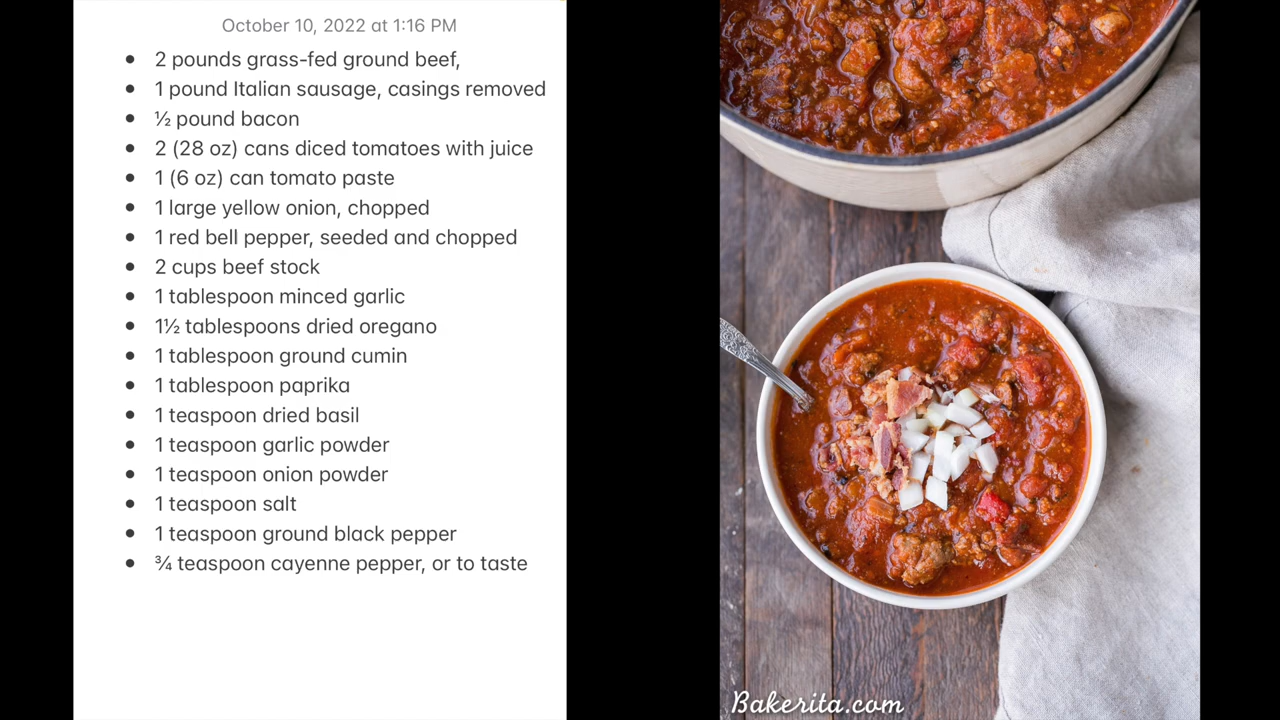 October 10, 2022 at 1:16 PM
• 2 pounds grass-fed ground beef,
• 1 pound Italian sausage, casings removed
• ½ pound bacon
• 2 (28 oz) cans diced tomatoes with juice
• 1 (6 oz) can tomato paste
• 1 large yellow onion, chopped
• 1 red bell pepper, seeded and chopped
• 2 cups beef stock
• 1 tablespoon minced garlic
• 1½ tablespoons dried oregano
• 1 tablespoon ground cumin
• 1 tablespoon paprika
• 1 teaspoon dried basil
• 1 teaspoon garlic powder
• 1 teaspoon onion powder
• 1 teaspoon salt
• 1 teaspoon ground black pepper
• ¾ teaspoon cayenne pepper, or to taste
Bakerita.com